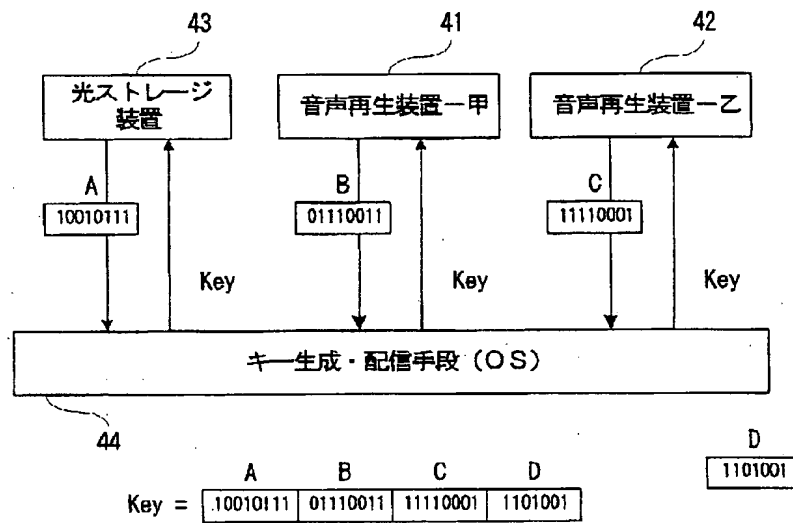 43
41
42
光ストレージ
装置
音声再生装置ー甲
音声再生装置ー乙
A
B
C
10010111
01110011
11110001
Key
Key
Key
キー生成・配信手段(OS)
44
D
1101001
A B C D
Key = 10010111 01110011 11110001 1101001